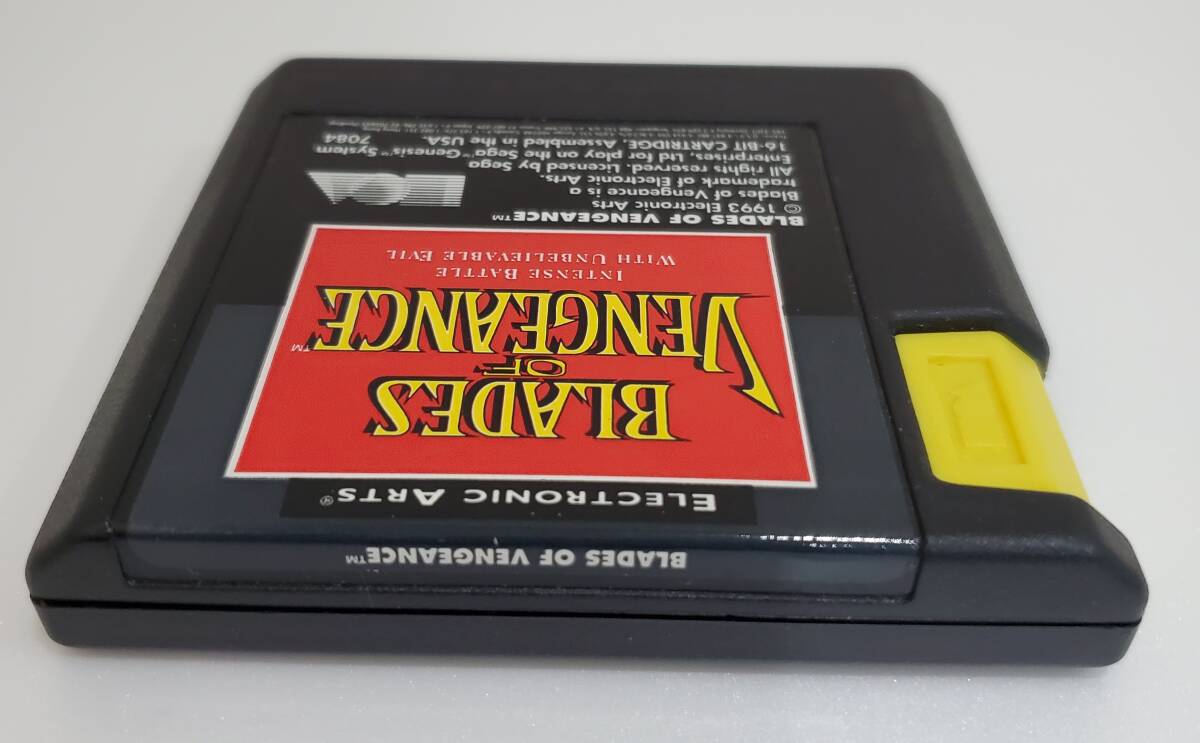 BLADES OF VENGEANCE™
ELECTRONIC ARTS®
BLADES
OF
VENGEANCE™
INTENSE BATTLE
WITH UNBELIEVABLE EVIL
BLADES OF VENGEANCE™
© 1993 Electronic Arts
Blades of Vengeance is a
trademark of Electronic Arts.
All rights reserved. Licensed by Sega
Enterprises, Ltd for play on the Sega™ Genesis™ System
16-BIT CARTRIDGE. Assembled in the USA. 7084